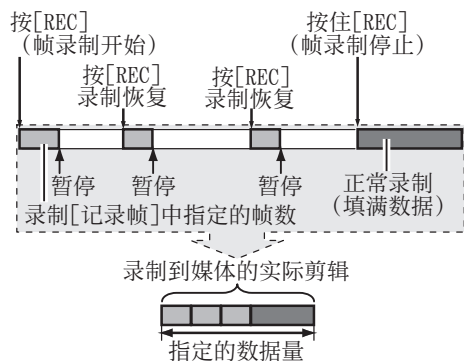 按[REC]
(帧录制开始)
按[REC]
录制恢复
按[REC]
录制恢复
按住[REC]
(帧录制停止)
暂停
暂停
暂停
录制[记录帧]中指定的帧数
正常录制
(填满数据)
录制到媒体的实际剪辑
指定的数据量